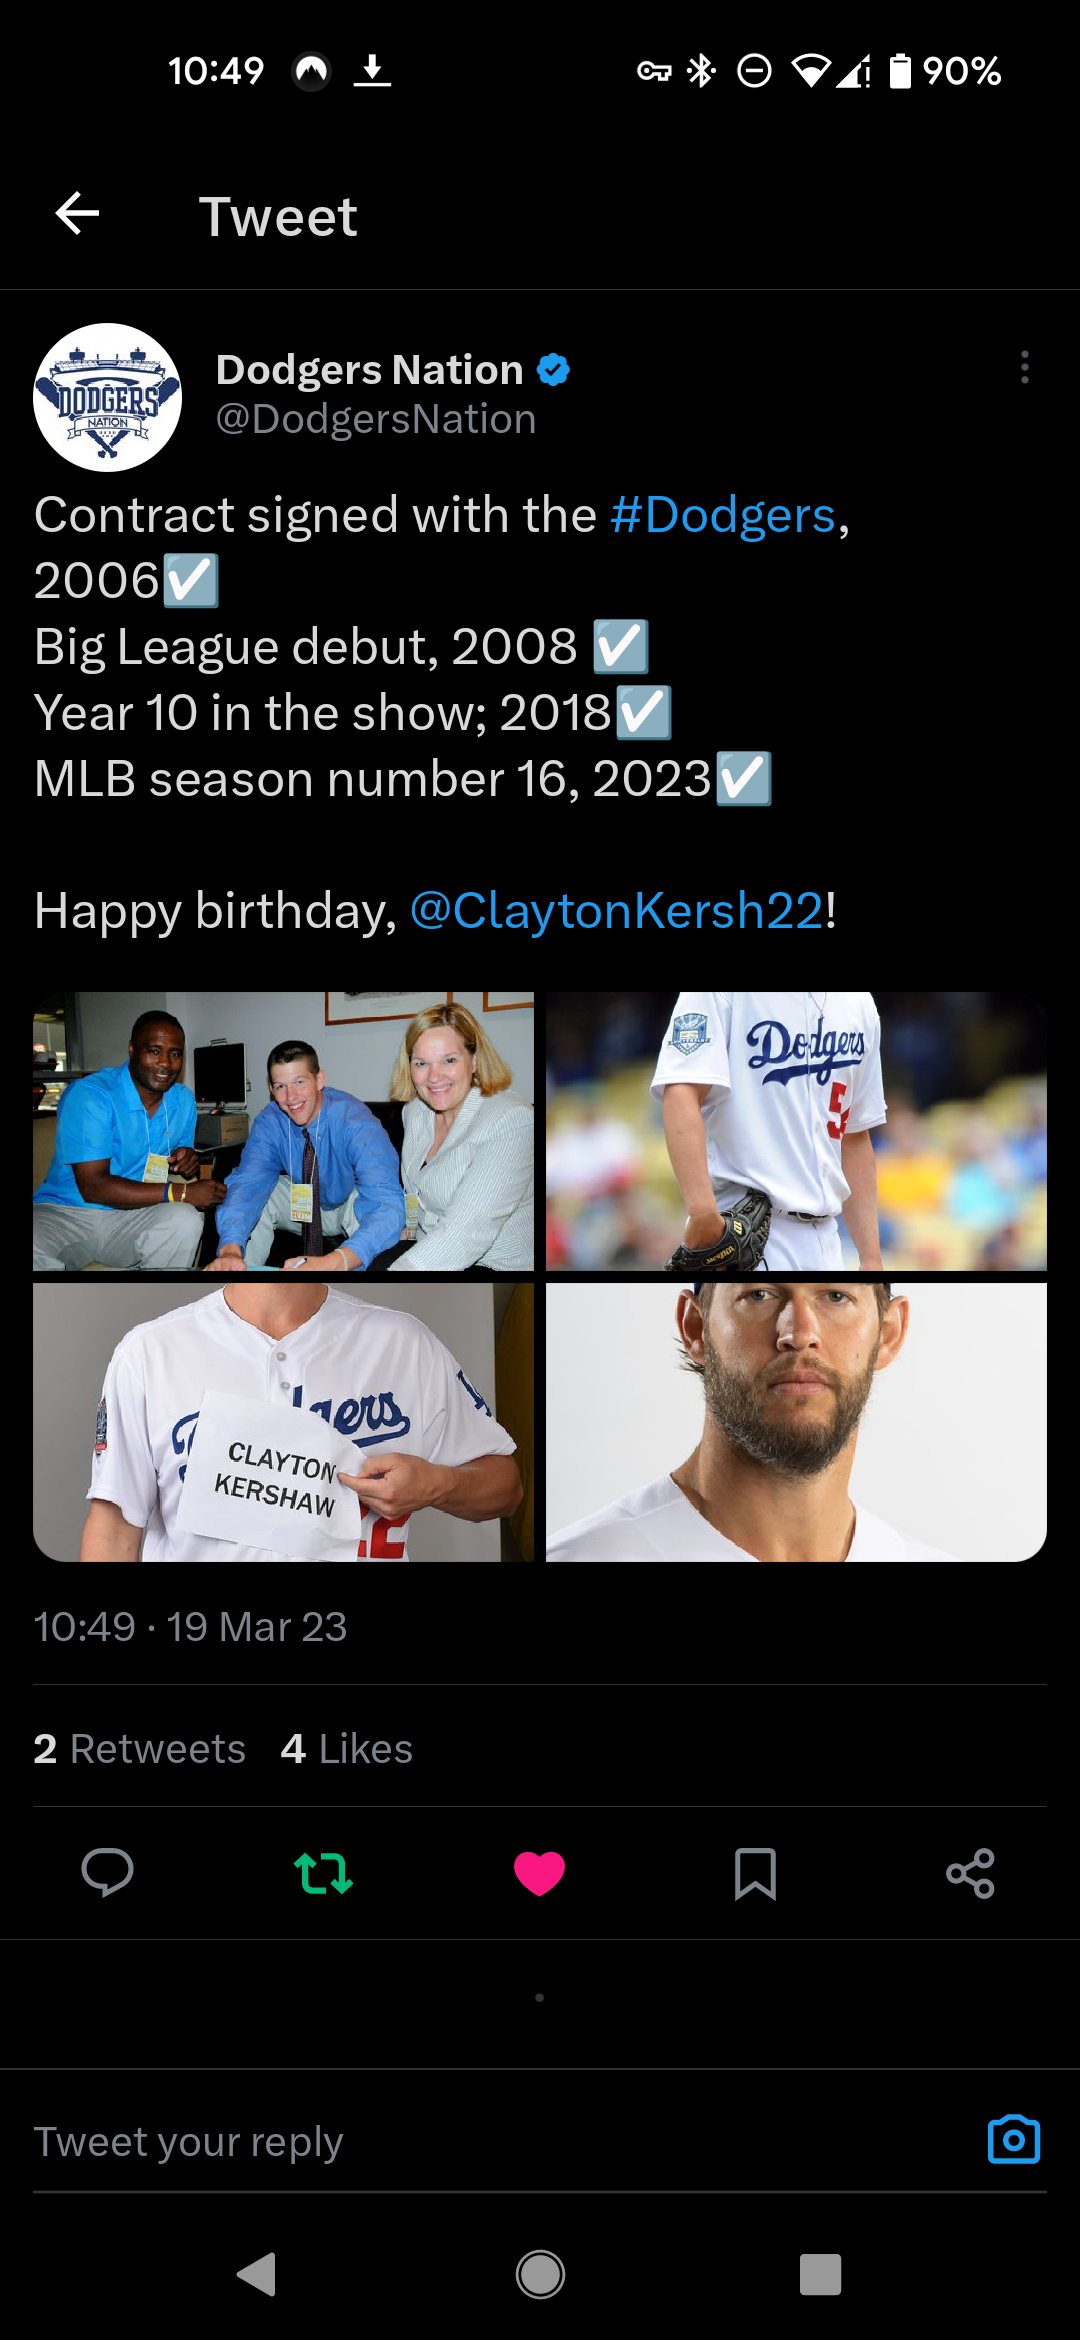 10:49
90%
Tweet
DODGERS
NATION
Dodgers Nation
@DodgersNation
Contract signed with the #Dodgers,
2006☑️
Big League debut, 2008 ☑️
Year 10 in the show; 2018☑️
MLB season number 16, 2023☑️
Happy birthday, @ClaytonKersh22!
Dodgers
5
gers
CLAYTON
KERSHAW
22
10:49 · 19 Mar 23
2 Retweets 4 Likes
Tweet your reply